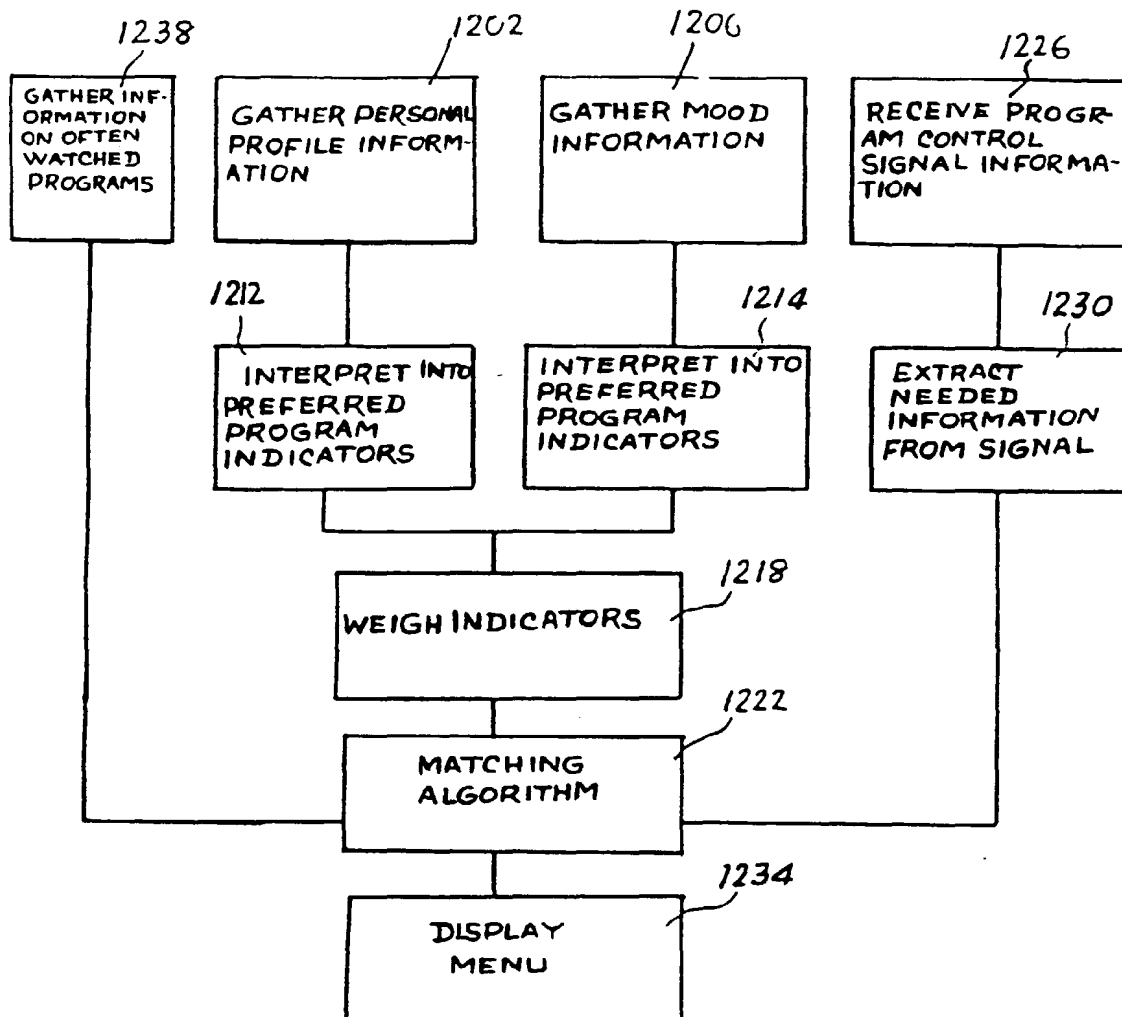 1238
1202
1206
1226
GATHER INF-
ORMATION
ON OFTEN
WATCHED
PROGRAMS
GATHER PERSONAL
PROFILE INFORM-
ATION
GATHER MOOD
INFORMATION
RECEIVE PROGR-
AM CONTROL
SIGNAL INFORMA-
TION
1212
1214
1230
INTERPRET INTO
PREFERRED
PROGRAM
INDICATORS
INTERPRET INTO
PREFERRED
PROGRAM
INDICATORS
EXTRACT
NEEDED
INFORMATION
FROM SIGNAL
1218
WEIGH INDICATORS
1222
MATCHING
ALGORITHM
1234
DISPLAY
MENU